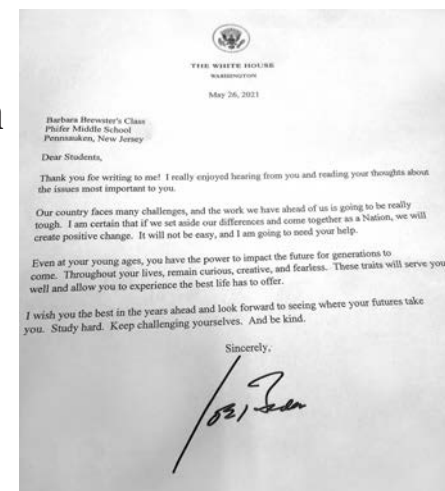 THE WHITE HOUSE
WASHINGTON
May 26, 2021
Barbara Brewster's Class
Phifer Middle School
Pennsauken, New Jersey
Dear Students,
Thank you for writing to me! I really enjoyed hearing from you and reading your thoughts about
the issues most important to you.
Our country faces many challenges, and the work we have ahead of us is going to be really
tough. I am certain that if we set aside our differences and come together as a Nation, we will
create positive change. It will not be easy, and I am going to need your help.
Even at your young ages, you have the power to impact the future for generations to
come. Throughout your lives, remain curious, creative, and fearless. These traits will serve you
well and allow you to experience the best life has to offer.
I wish you the best in the years ahead and look forward to seeing where your futures take
you. Study hard. Keep challenging yourselves. And be kind.
Sincerely,